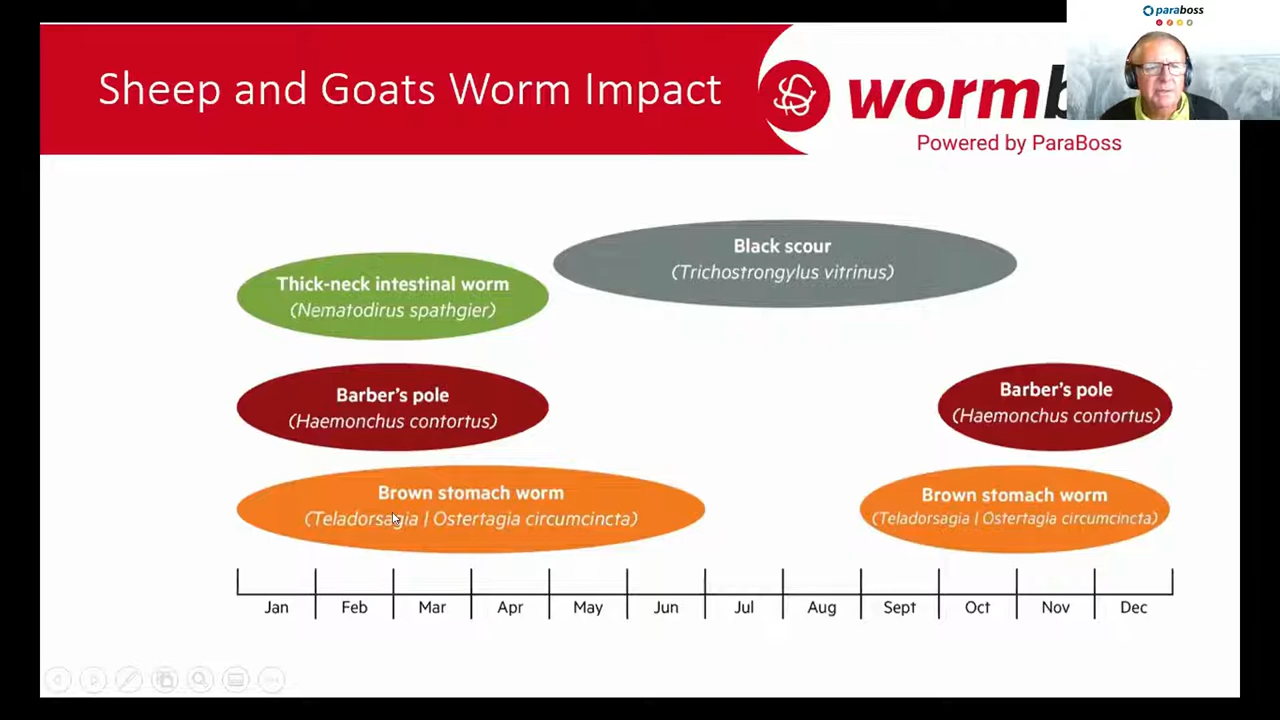 paraboss
Sheep and Goats Worm Impact
wormb
Powered by ParaBoss
Black scour
(Trichostrongylus vitrinus)
Thick-neck intestinal worm
(Nematodirus spathgier)
Barber's pole
(Haemonchus contortus)
Barber's pole
(Haemonchus contortus)
Brown stomach worm
(Teladorsagia | Ostertagia circumcincta)
Brown stomach worm
(Teladorsagia | Ostertagia circumcincta)
Jan Feb Mar Apr May Jun Jul Aug Sept Oct Nov Dec